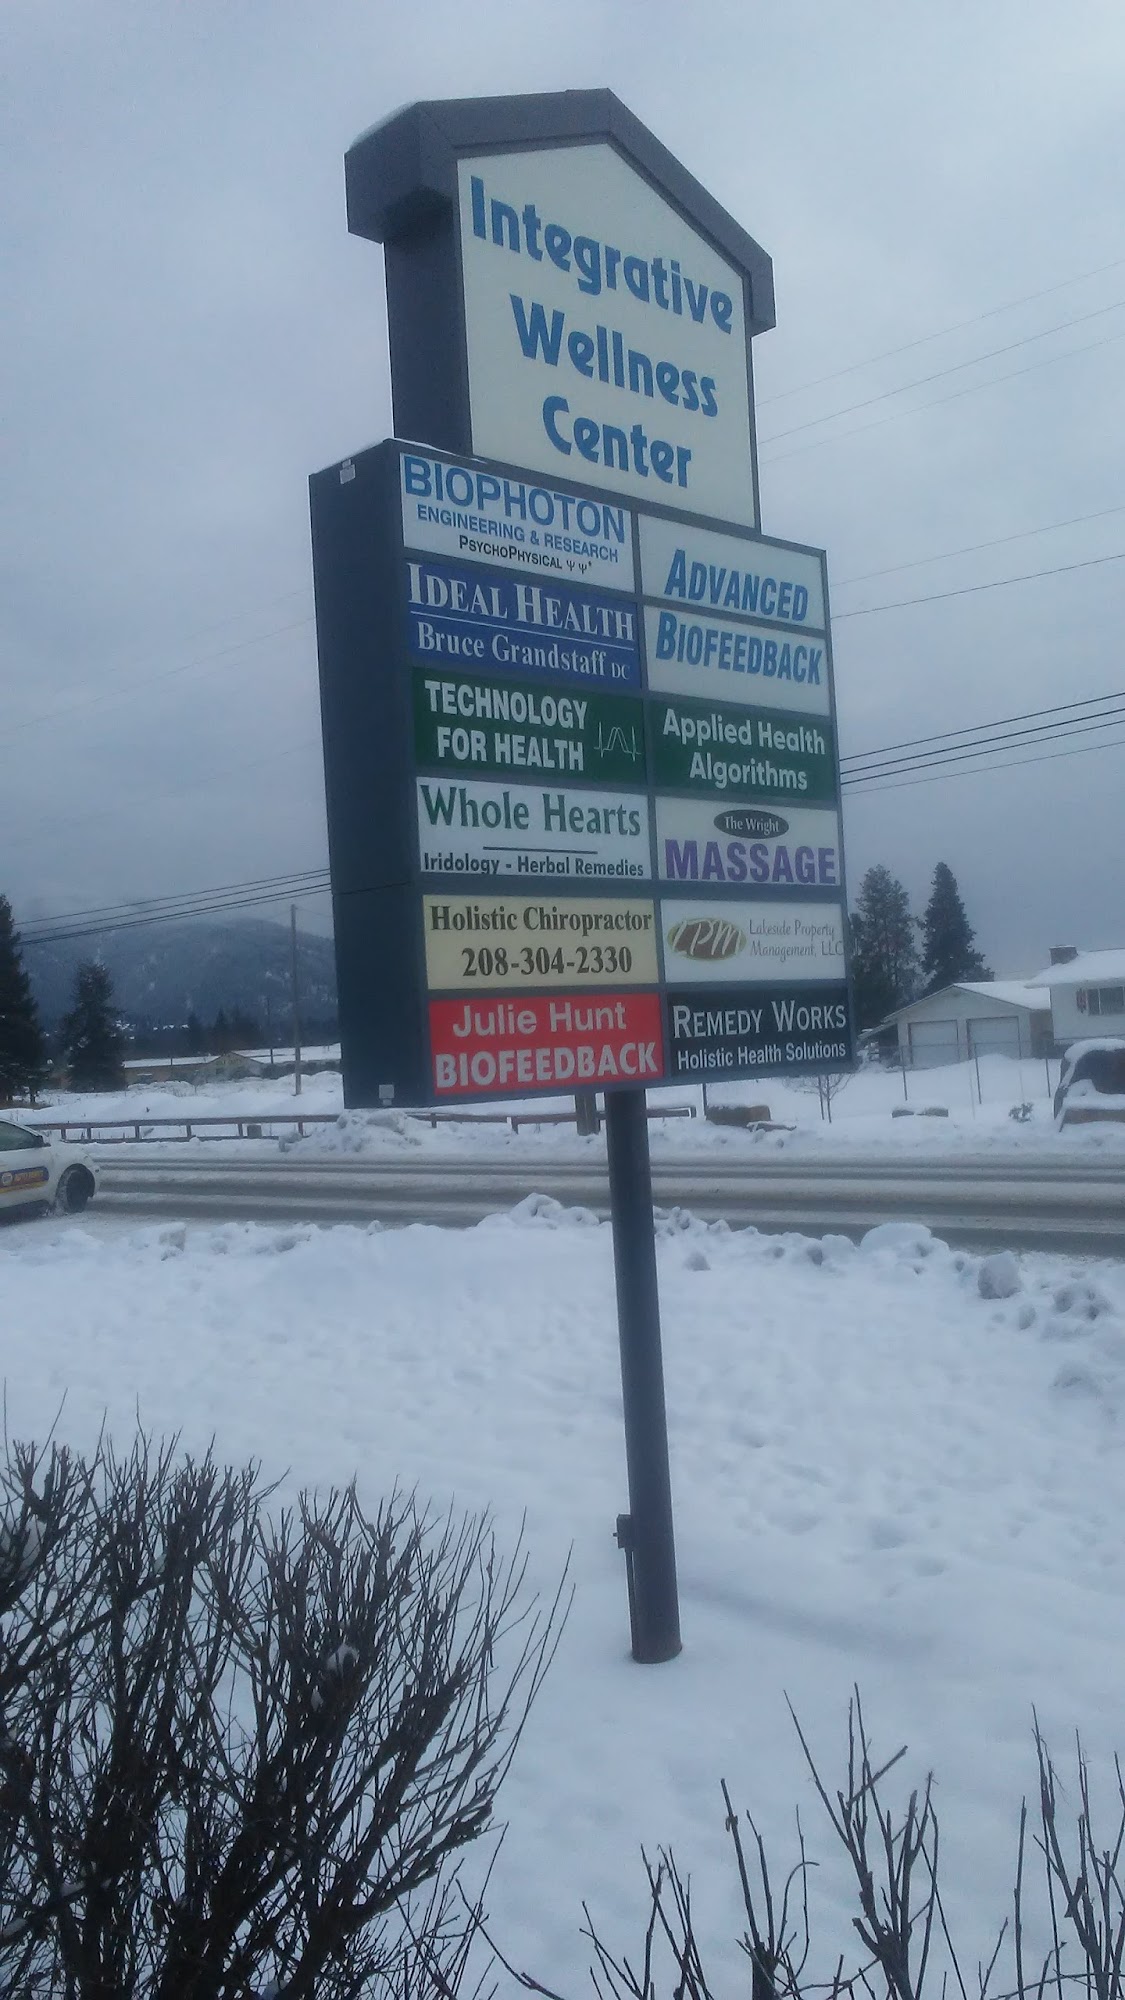 Integrative
Wellness
Center
BIOPHOTON
ENGINEERING & RESEARCH
PSYCHOPHYSICAL Ψ Ψ*
ADVANCED
BIOFEEDBACK
IDEAL HEALTH
Bruce Grandstaff DC
TECHNOLOGY
FOR HEALTH
Applied Health
Algorithms
Whole Hearts
Iridology - Herbal Remedies
The Wright
MASSAGE
Holistic Chiropractor
208-304-2330
LPM
Lakeside Property
Management, LLC
Julie Hunt
BIOFEEDBACK
REMEDY WORKS
Holistic Health Solutions